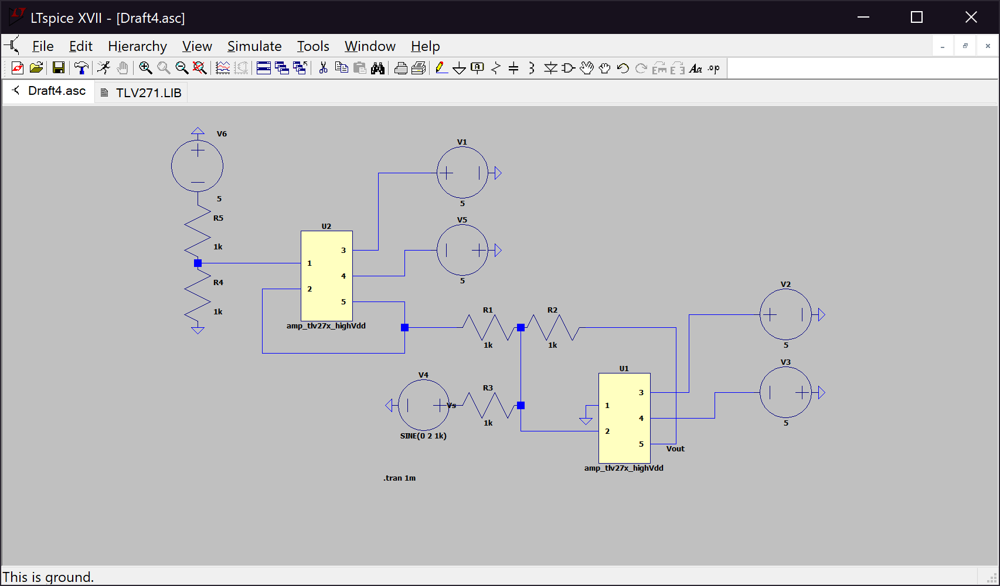 LTspice XVII - [Draft4.asc]
File Edit Hierarchy View Simulate Tools Window Help
Draft4.asc TLV271.LIB
V6
5
R5
1k
R4
1k
U2
1
2
3
4
5
amp_tlv27x_highVdd
V1
5
V5
5
R1
1k
R2
1k
V4
Vs
SINE(0 2 1k)
R3
1k
U1
1
2
3
4
5
Vout
amp_tlv27x_highVdd
V2
5
V3
5
.tran 1m
This is ground.